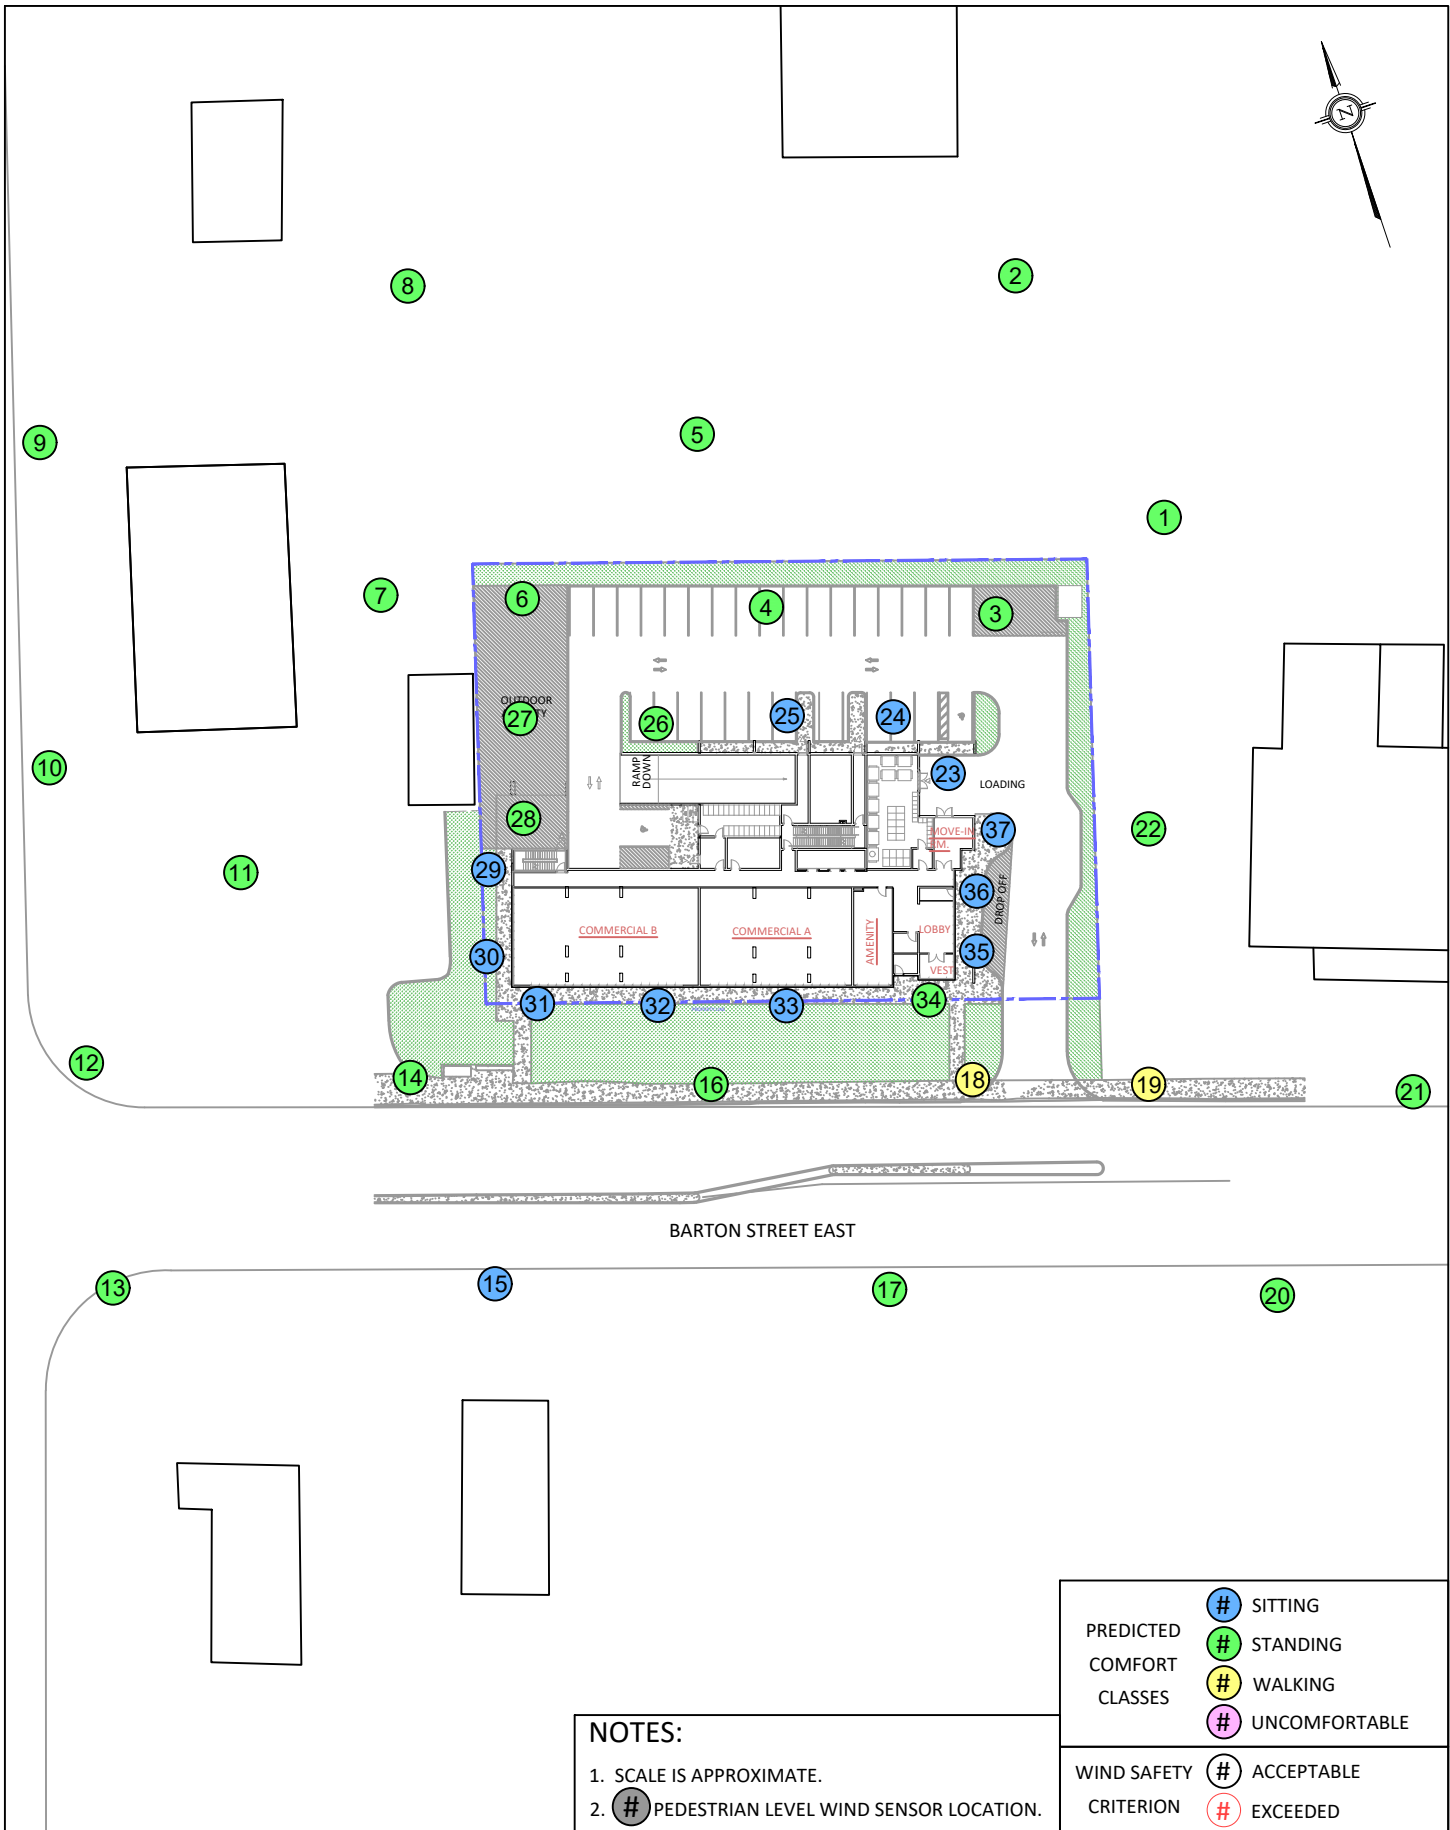 N
8
2
9
5
1
7
6
4
3
OUTDOOR
27
26
25
24
10
RAMP
DOWN
23
LOADING
28
22
MOVE-IN
37
11
29
36
DROP OFF
COMMERCIAL B
COMMERCIAL A
AMENITY
LOBBY
30
35
VEST
31
32
33
34
12
14
16
18
19
21
BARTON STREET EAST
13
15
17
20
PREDICTED
COMFORT
CLASSES
# SITTING
# STANDING
# WALKING
# UNCOMFORTABLE
WIND SAFETY
CRITERION
# ACCEPTABLE
# EXCEEDED
NOTES:
1. SCALE IS APPROXIMATE.
2. # PEDESTRIAN LEVEL WIND SENSOR LOCATION.